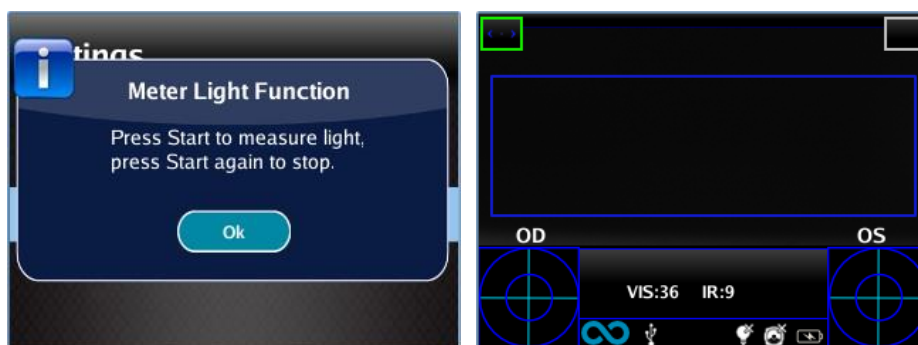 tings
Meter Light Function
Press Start to measure light,
press Start again to stop.
Ok
OD
OS
VIS:36 IR:9